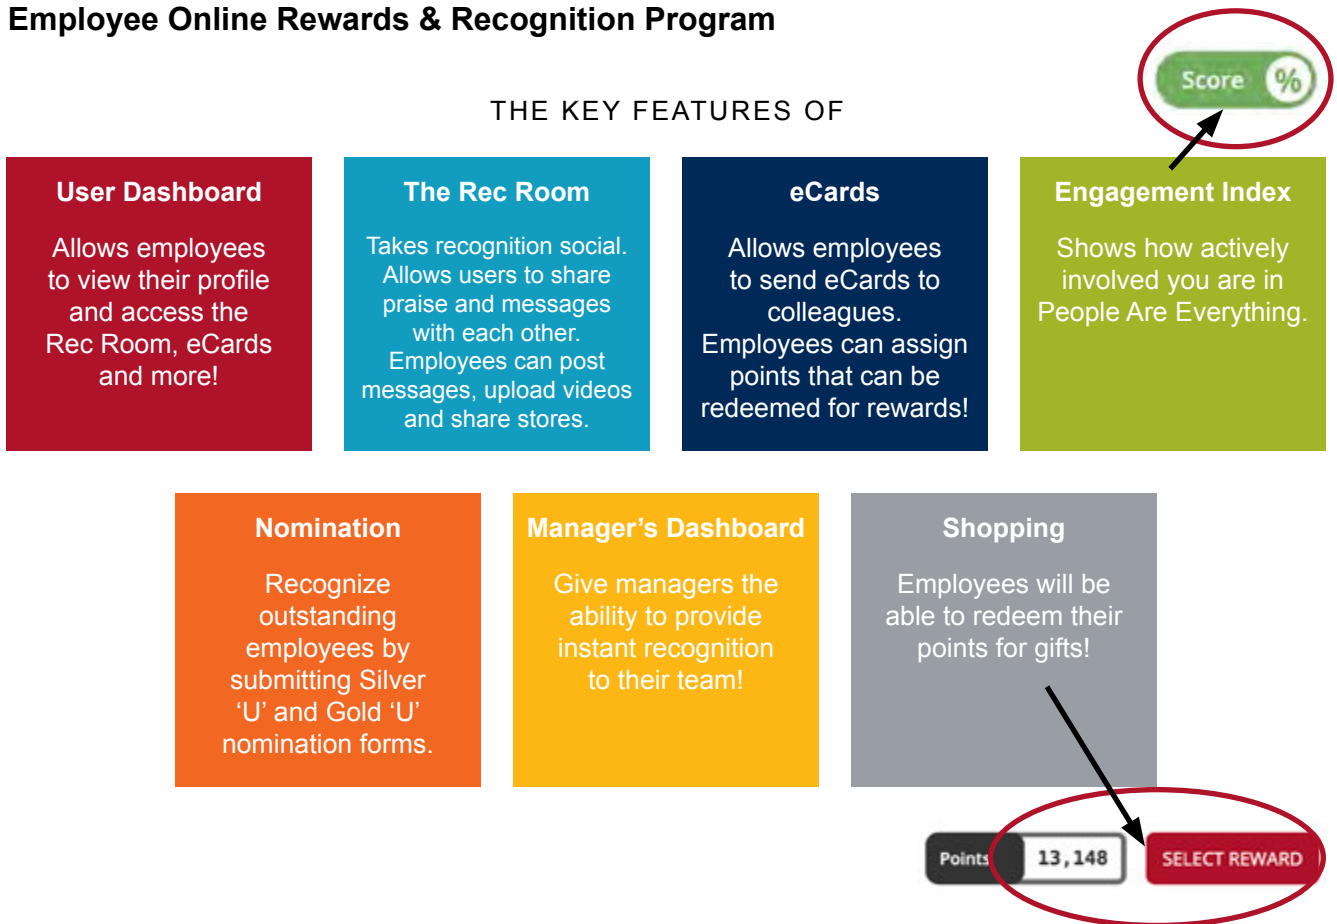 Employee Online Rewards & Recognition Program
Score %
THE KEY FEATURES OF
User Dashboard
Allows employees
to view their profile
and access the
Rec Room, eCards
and more!
The Rec Room
Takes recognition social.
Allows users to share
praise and messages
with each other.
Employees can post
messages, upload videos
and share stores.
eCards
Allows employees
to send eCards to
colleagues.
Employees can assign
points that can be
redeemed for rewards!
Engagement Index
Shows how actively
involved you are in
People Are Everything.
Nomination
Recognize
outstanding
employees by
submitting Silver
‘U’ and Gold ‘U’
nomination forms.
Manager’s Dashboard
Give managers the
ability to provide
instant recognition
to their team!
Shopping
Employees will be
able to redeem their
points for gifts!
Points 13,148 SELECT REWARD